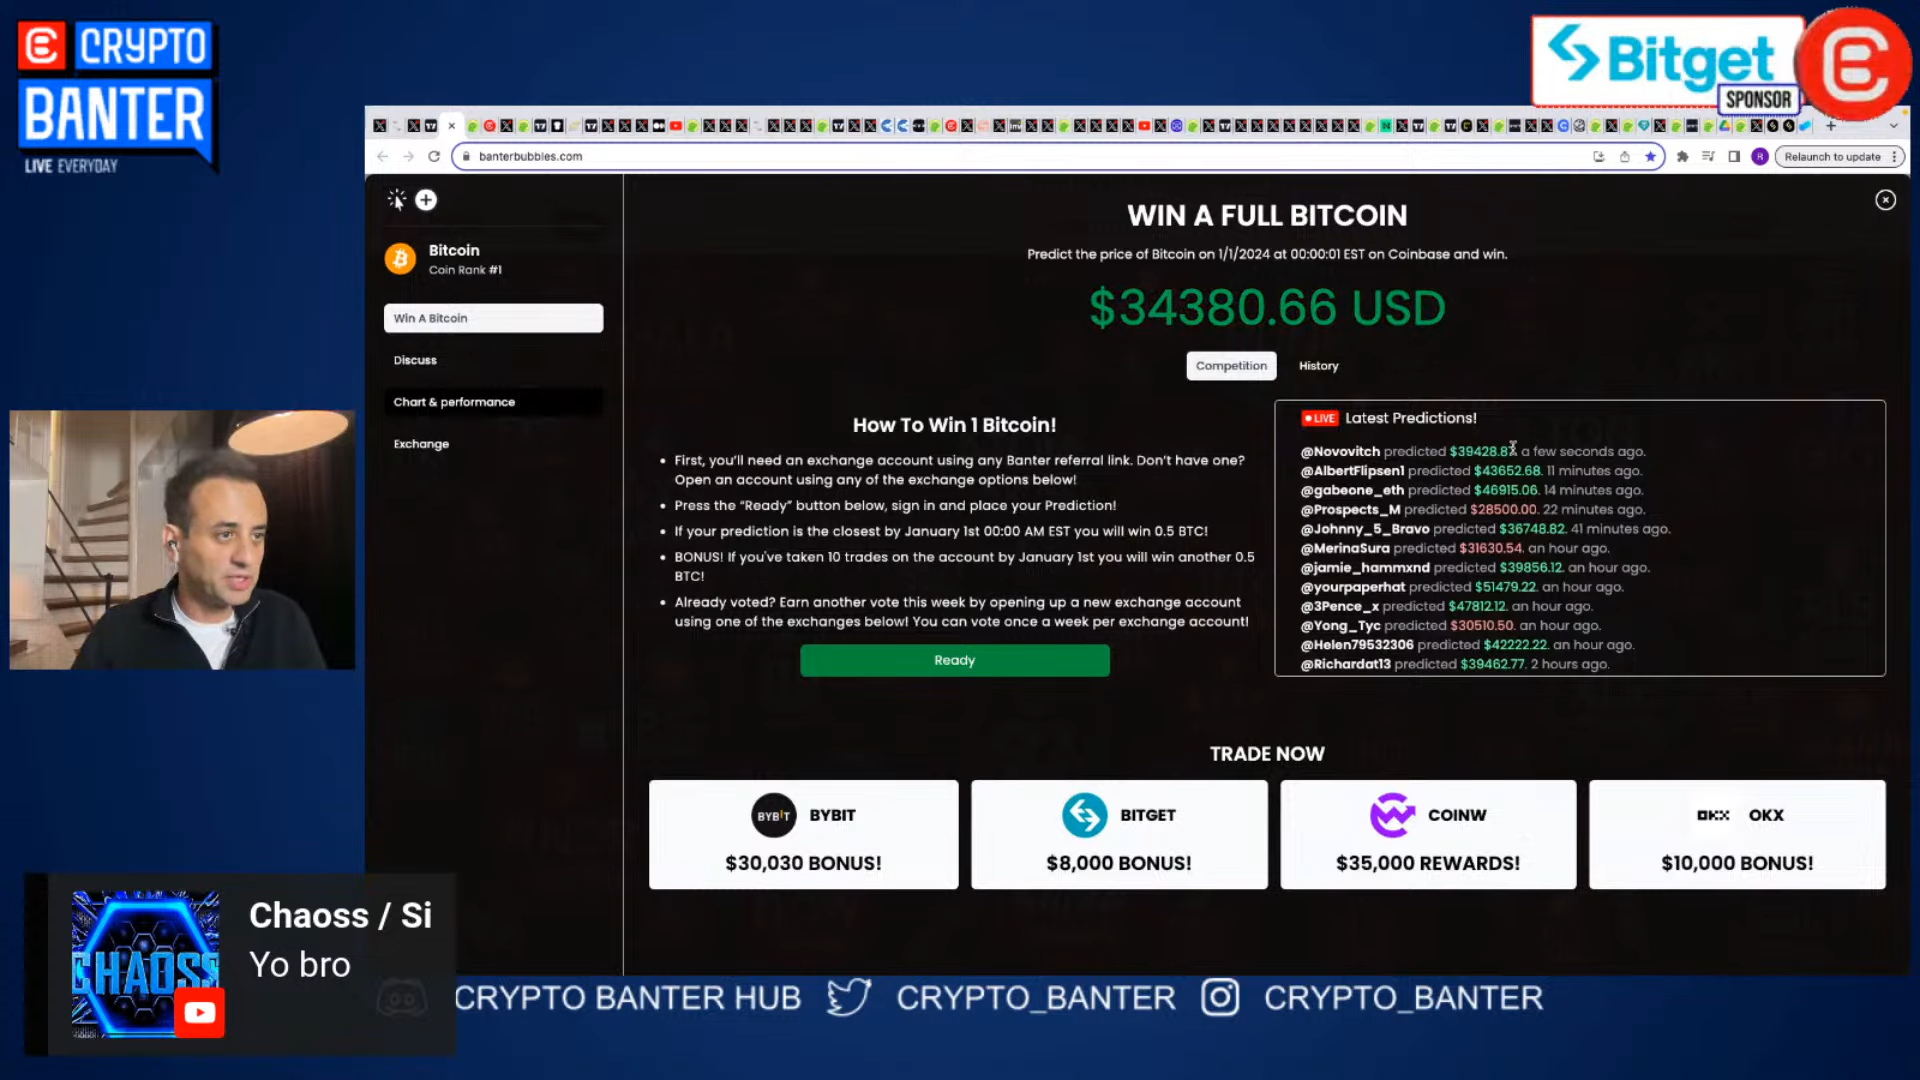 CRYPTO
BANTER
LIVE EVERYDAY
Bitget
SPONSOR
banterbubbles.com
Relaunch to update
Bitcoin
Coin Rank #1
Win A Bitcoin
Discuss
Chart & performance
Exchange
WIN A FULL BITCOIN
Predict the price of Bitcoin on 1/1/2024 at 00:00:01 EST on Coinbase and win.
$34380.66 USD
Competition
History
How To Win 1 Bitcoin!
First, you'll need an exchange account using any Banter referral link. Don't have one?
Open an account using any of the exchange options below!
Press the "Ready" button below, sign in and place your Prediction!
If your prediction is the closest by January 1st 00:00 AM EST you will win 0.5 BTC!
BONUS! If you've taken 10 trades on the account by January 1st you will win another 0.5
BTC!
Already voted? Earn another vote this week by opening up a new exchange account
using one of the exchanges below! You can vote once a week per exchange account!
Ready
LIVE Latest Predictions!
@Novovitch predicted a few seconds ago.
@AlbertFlipsen1 predicted $43652.68. 11 minutes ago.
@gabeone_eth predicted $46915.06. 14 minutes ago.
@Prospects_M predicted $28500.00. 22 minutes ago.
@Johnny_5_Bravo predicted $36748.82. 41 minutes ago.
@MerinaSura predicted $31630.54. an hour ago.
@jamie_hammxnd predicted $39856.12. an hour ago.
@yourpaperhat predicted $51479.22. an hour ago.
@3Pence_x predicted $47812.12. an hour ago.
@Yong_Tyc predicted $30510.50. an hour ago.
@Helen79532306 predicted $42222.22. an hour ago.
@Richardat13 predicted $39462.77. 2 hours ago.
TRADE NOW
BYBIT BYBIT
$30,030 BONUS!
BITGET
$8,000 BONUS!
COINW
$35,000 REWARDS!
OKX OKX
$10,000 BONUS!
CHAOSS
Chaoss / Si
Yo bro
CRYPTO BANTER HUB
CRYPTO_BANTER
CRYPTO_BANTER